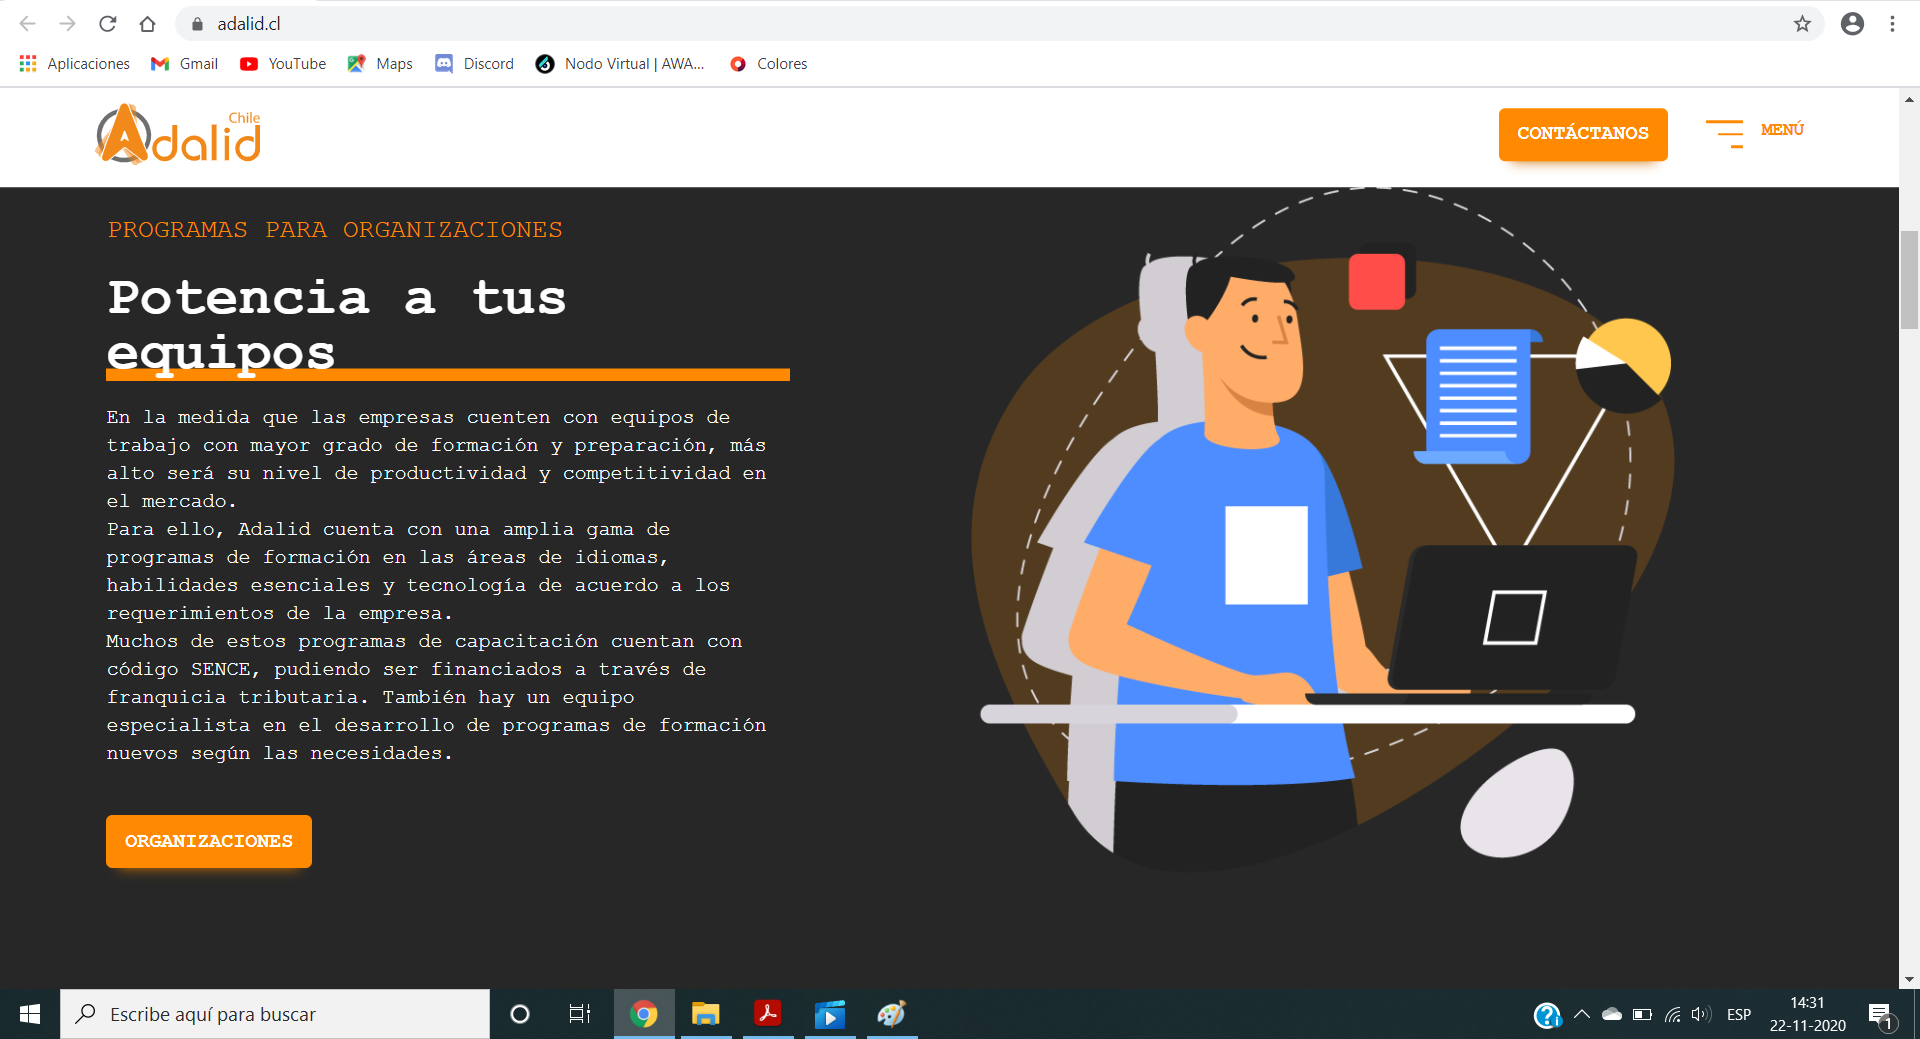 adalid.cl
Aplicaciones Gmail YouTube Maps Discord Nodo Virtual | AWA... Colores
Adalid Chile
CONTÁCTANOS
MENÚ
PROGRAMAS PARA ORGANIZACIONES
Potencia a tus
equipos
En la medida que las empresas cuenten con equipos de
trabajo con mayor grado de formación y preparación, más
alto será su nivel de productividad y competitividad en
el mercado.
Para ello, Adalid cuenta con una amplia gama de
programas de formación en las áreas de idiomas,
habilidades esenciales y tecnología de acuerdo a los
requerimientos de la empresa.
Muchos de estos programas de capacitación cuentan con
código SENCE, pudiendo ser financiados a través de
franquicia tributaria. También hay un equipo
especialista en el desarrollo de programas de formación
nuevos según las necesidades.
ORGANIZACIONES
Escribe aquí para buscar
ESP
14:31
22-11-2020
1